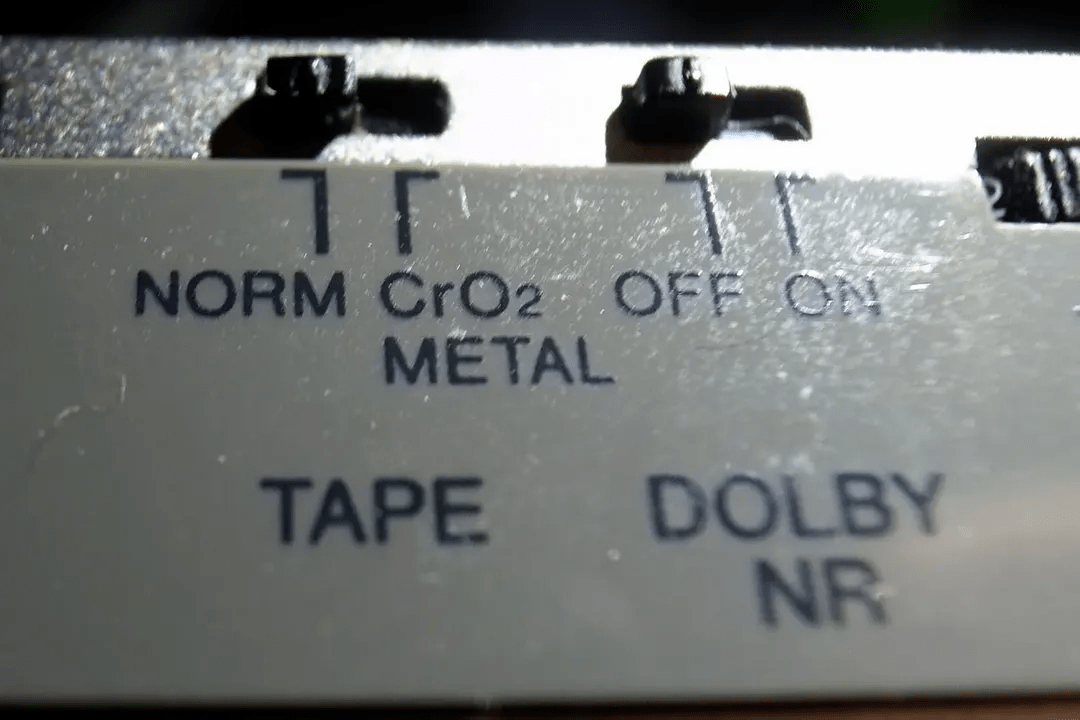 NORM CrO2 OFF ON
METAL
TAPE DOLBY
NR